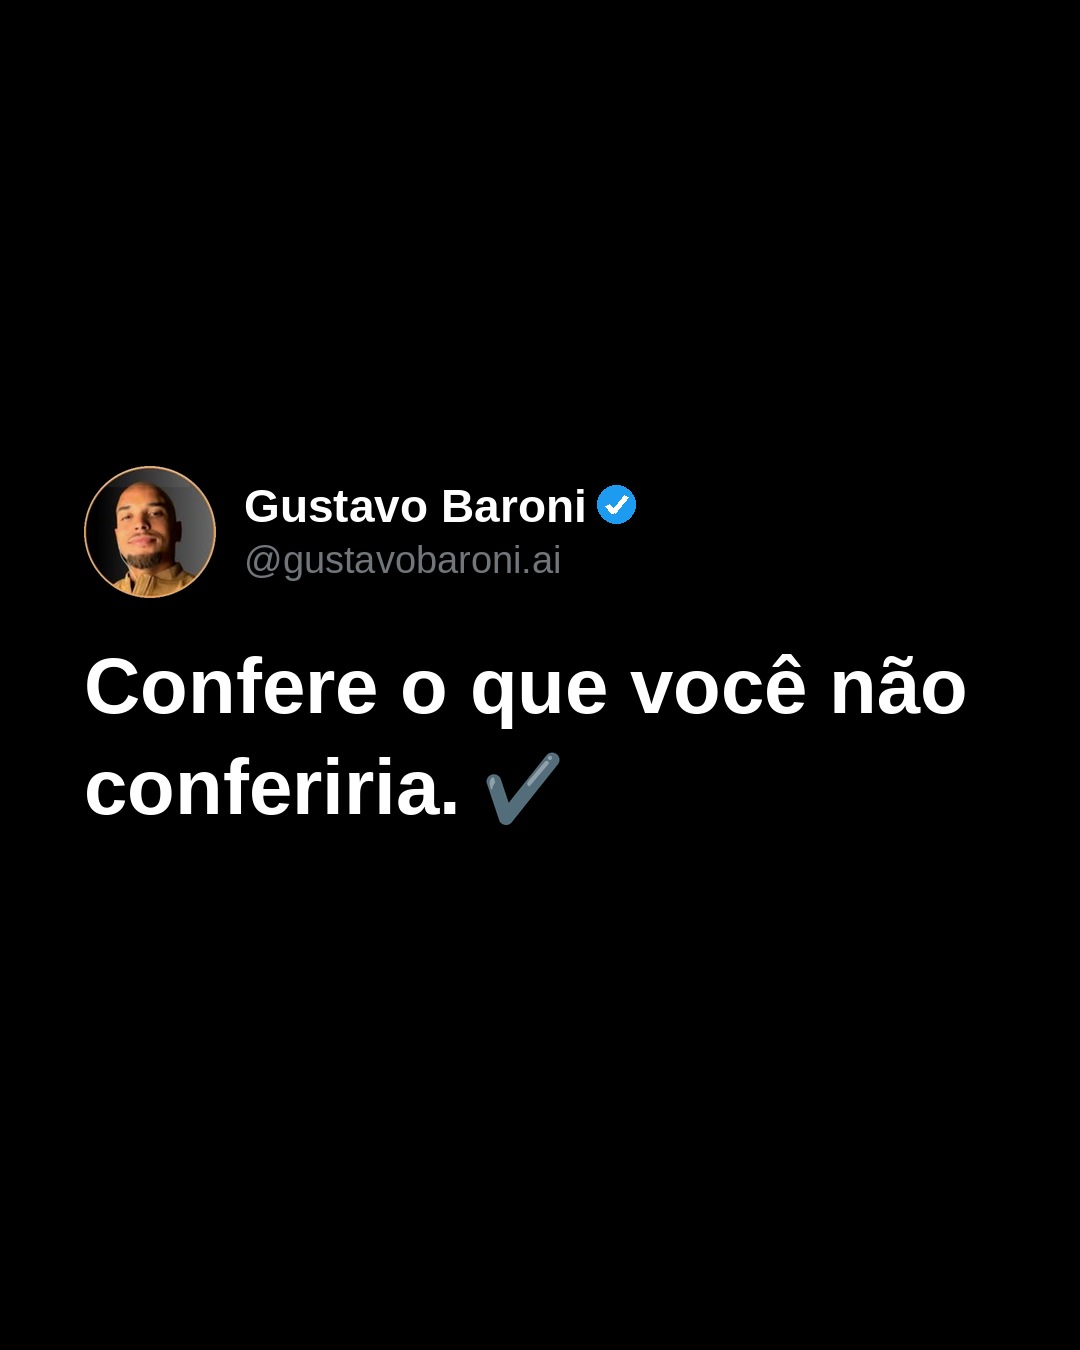 Gustavo Baroni
@gustavobaroni.ai
Confere o que você não
conferiria. ✔️